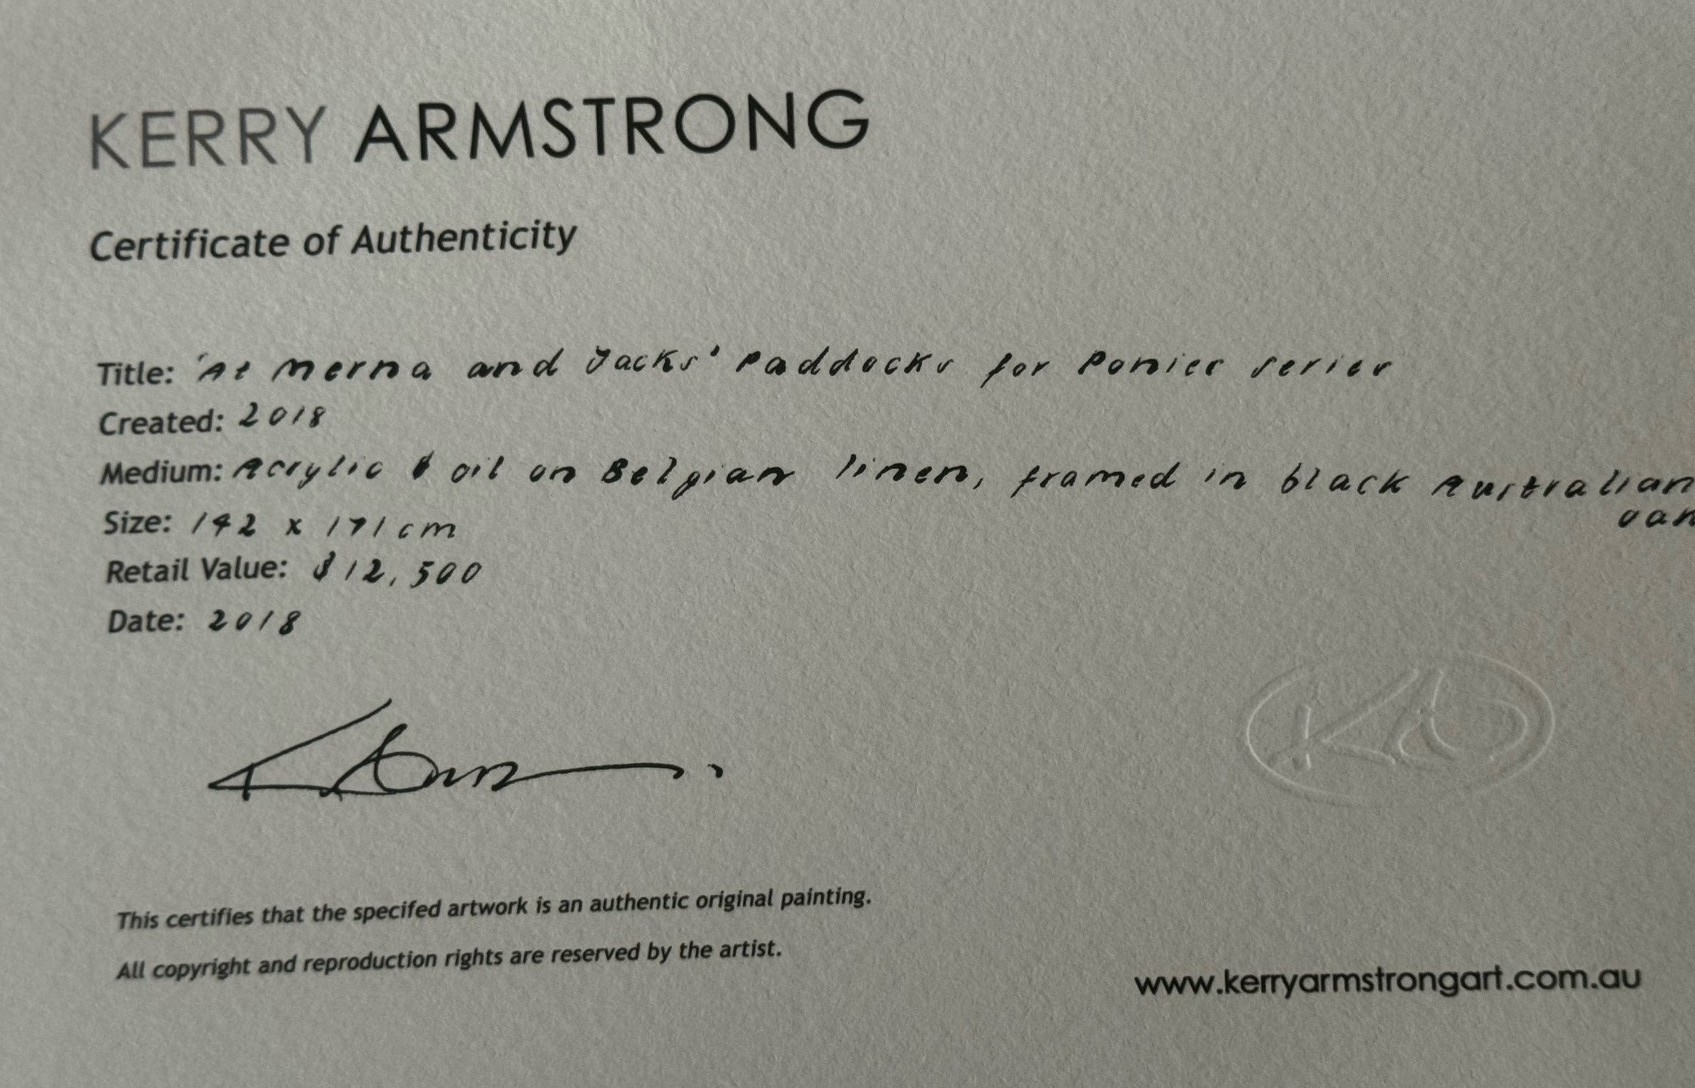 KERRY ARMSTRONG
Certificate of Authenticity
Title: 'At Merna and Jacks' Paddocks for Ponies series
Created: 2018
Medium: Acrylic & oil on Belgian linen, framed in black Australian
oak
Size: 142 x 171cm
Retail Value: $12,500
Date: 2018
KA
This certifies that the specifed artwork is an authentic original painting.
All copyright and reproduction rights are reserved by the artist.
www.kerryarmstrongart.com.au